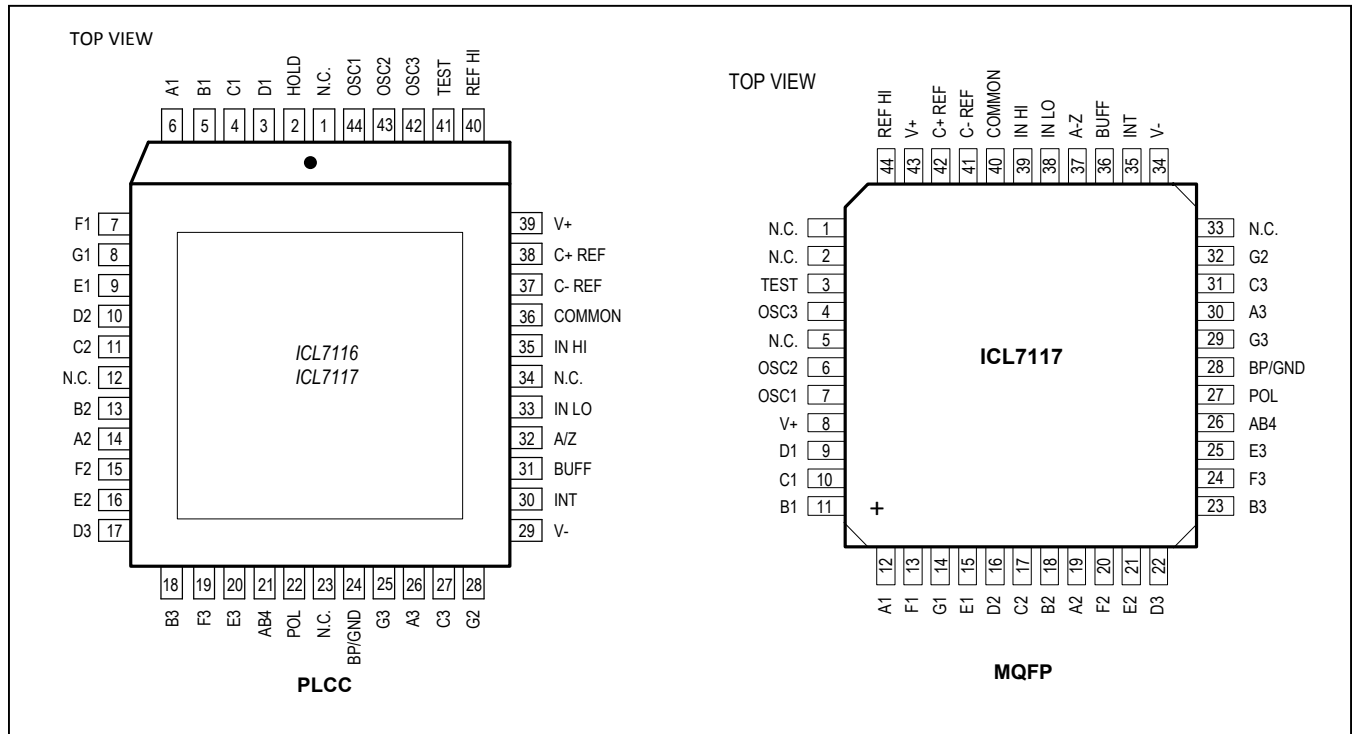 TOP VIEW
A1 B1 C1 D1 HOLD N.C. OSC1 OSC2 OSC3 TEST REF HI
6 5 4 3 2 1 44 43 42 41 40
F1 7
G1 8
E1 9
D2 10
C2 11
N.C. 12
B2 13
A2 14
F2 15
E2 16
D3 17
ICL7116
ICL7117
39 V+
38 C+ REF
37 C- REF
36 COMMON
35 IN HI
34 N.C.
33 IN LO
32 A/Z
31 BUFF
30 INT
29 V-
18 19 20 21 22 23 24 25 26 27 28
B3 F3 E3 AB4 POL N.C. BP/GND G3 A3 C3 G2
PLCC
TOP VIEW
REF HI V+ C+ REF C- REF COMMON IN HI IN LO A-Z BUFF INT V-
44 43 42 41 40 39 38 37 36 35 34
N.C. 1
N.C. 2
TEST 3
OSC3 4
N.C. 5
OSC2 6
OSC1 7
V+ 8
D1 9
C1 10
B1 11
ICL7117
+
33 N.C.
32 G2
31 C3
30 A3
29 G3
28 BP/GND
27 POL
26 AB4
25 E3
24 F3
23 B3
12 13 14 15 16 17 18 19 20 21 22
A1 F1 G1 E1 D2 C2 B2 A2 F2 E2 D3
MQFP